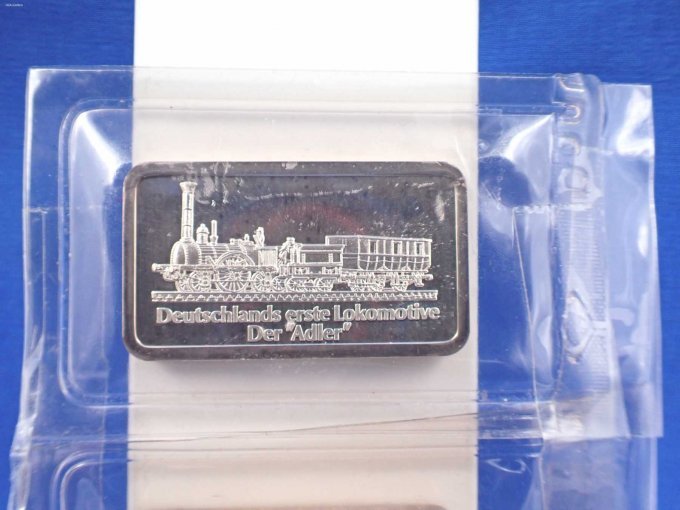 Deutschlands erste Lokomotive
Der "Adler"